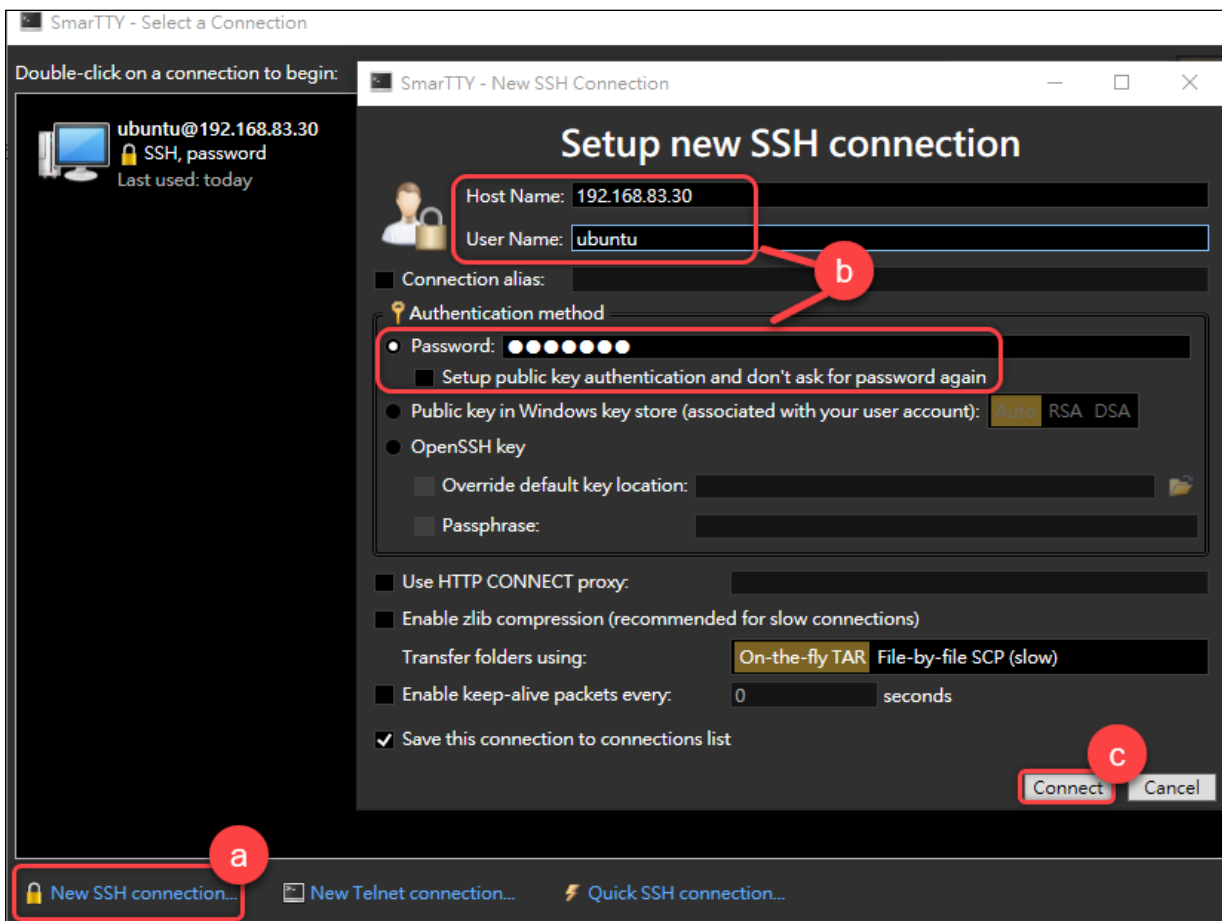 SmarTTY - Select a Connection
Double-click on a connection to begin:
ubuntu@192.168.83.30
SSH, password
Last used: today
SmarTTY - New SSH Connection
Setup new SSH connection
Host Name: 192.168.83.30
User Name: ubuntu
b
Connection alias:
Authentication method
Password: ●●●●●●●
Setup public key authentication and don't ask for password again
Public key in Windows key store (associated with your user account): Auto RSA DSA
OpenSSH key
Override default key location:
Passphrase:
Use HTTP CONNECT proxy:
Enable zlib compression (recommended for slow connections)
Transfer folders using: On-the-fly TAR File-by-file SCP (slow)
Enable keep-alive packets every: 0 seconds
Save this connection to connections list
c
Connect Cancel
a
New SSH connection... New Telnet connection... Quick SSH connection...